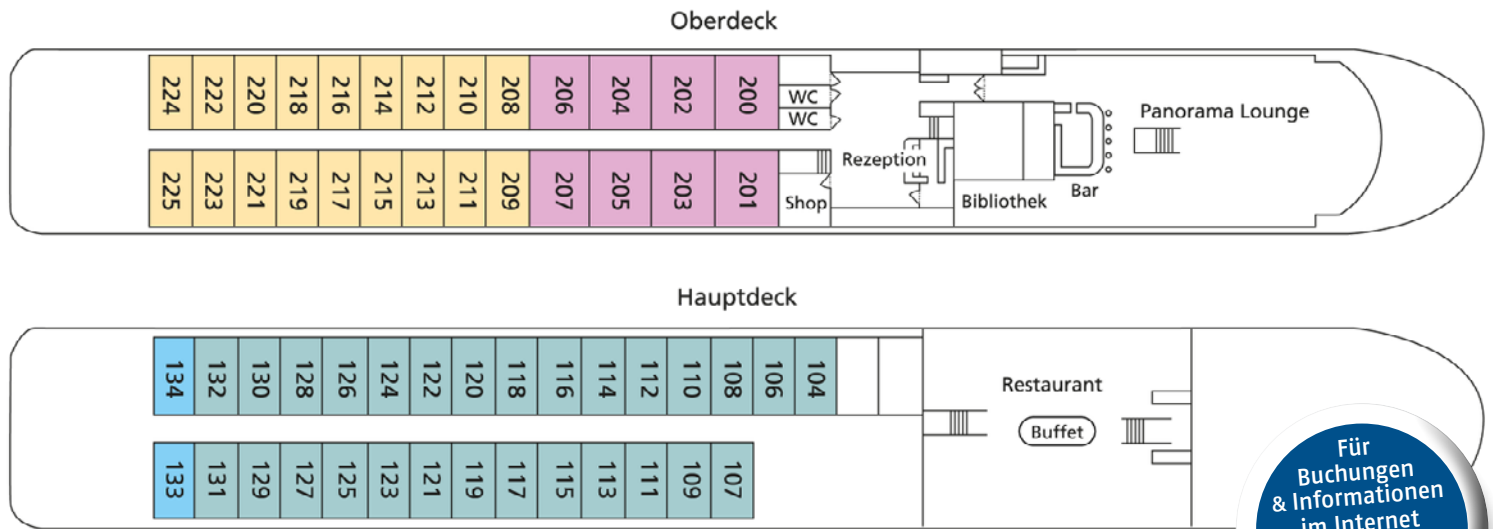 Oberdeck
224 222 220 218 216 214 212 210 208 206 204 202 200
WC
WC
Panorama Lounge
Rezeption
225 223 221 219 217 215 213 211 209 207 205 203 201
Shop
Bibliothek
Bar
Hauptdeck
134 132 130 128 126 124 122 120 118 116 114 112 110 108 106 104
Restaurant
Buffet
133 131 129 127 125 123 121 119 117 115 113 111 109 107
Für
Buchungen
& Informationen
im Internet